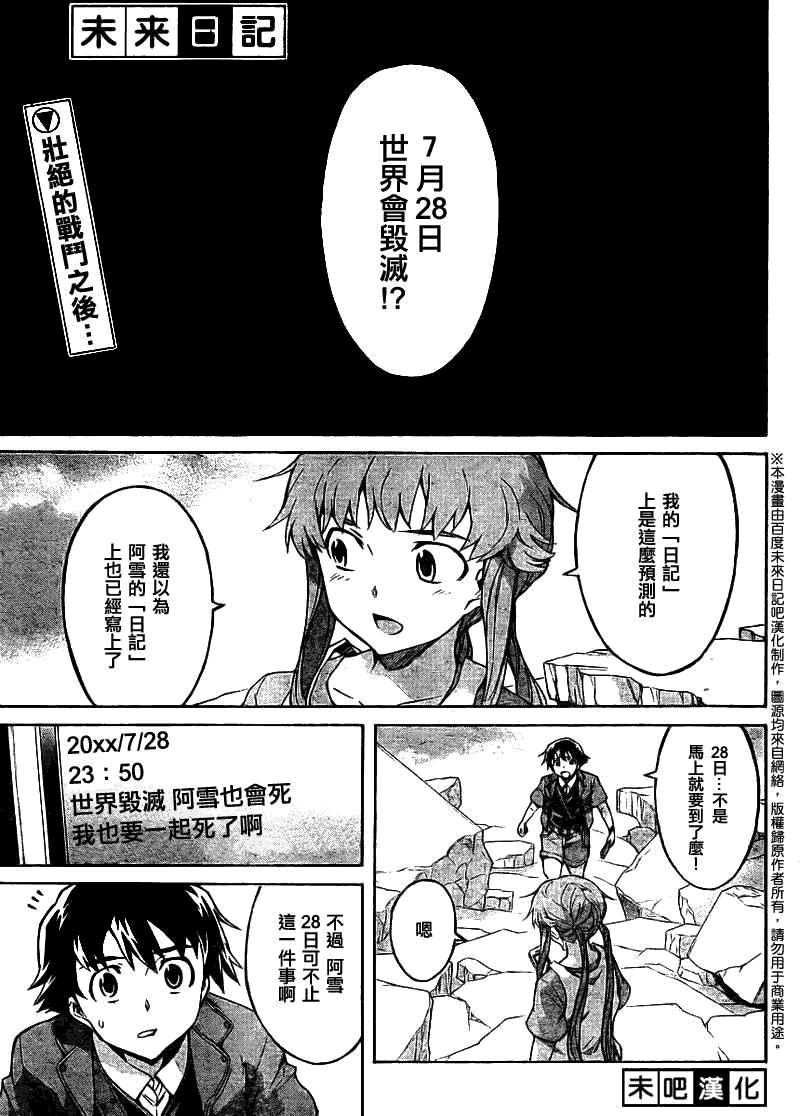 未来日記
7月28日
世界會毀滅!?
壯絕的戰鬥之後…
我的「日記」
上是這麼預測的
我還以為
阿雪的「日記」
上也已經寫上了
28日…不是
馬上就要到了麼!
嗯
20xx/7/28
23：50
世界毀滅 阿雪也會死
我也要一起死了啊
不過 阿雪
28日可不止
這一件事啊
※本漫畫由百度未來日記吧漢化制作，圖源均來自網絡，版權歸原作者所有，請勿用于商業用途。
未吧漢化